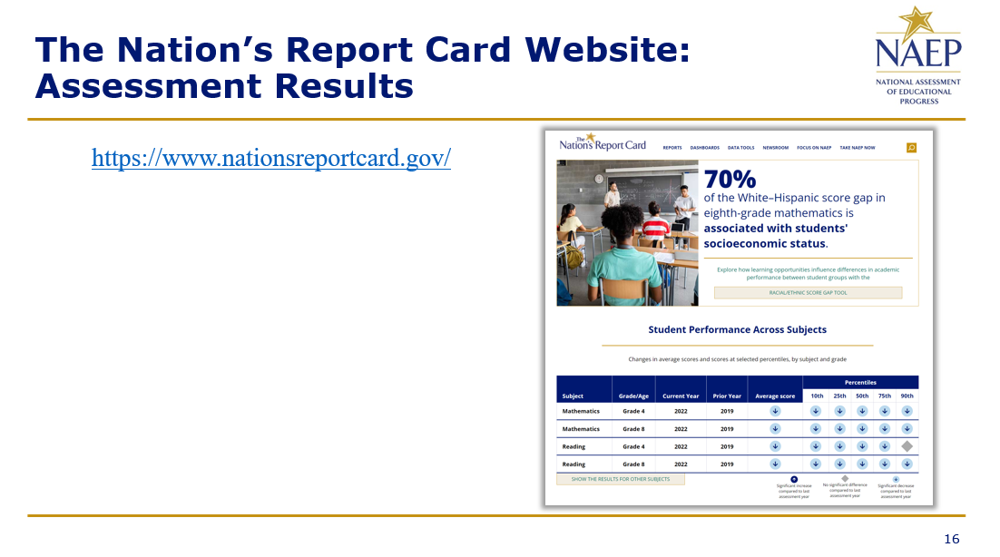 The Nation’s Report Card Website:
Assessment Results
NAEP
NATIONAL ASSESSMENT
OF EDUCATIONAL
PROGRESS
https://www.nationsreportcard.gov/
The
Nation's Report Card
REPORTS DASHBOARDS DATA TOOLS NEWSROOM FOCUS ON NAEP TAKE NAEP NOW
70%
of the White–Hispanic score gap in
eighth-grade mathematics is
associated with students'
socioeconomic status.
Explore how learning opportunities influence differences in academic
performance between student groups with the
RACIAL/ETHNIC SCORE GAP TOOL
Student Performance Across Subjects
Changes in average scores and scores at selected percentiles, by subject and grade
Percentiles
Subject Grade/Age Current Year Prior Year Average score 10th 25th 50th 75th 90th
Mathematics Grade 4 2022 2019
Mathematics Grade 8 2022 2019
Reading Grade 4 2022 2019
Reading Grade 8 2022 2019
SHOW THE RESULTS FOR OTHER SUBJECTS
Significant increase
compared to last
assessment year
No significant difference
compared to last
assessment year
Significant decrease
compared to last
assessment year
16